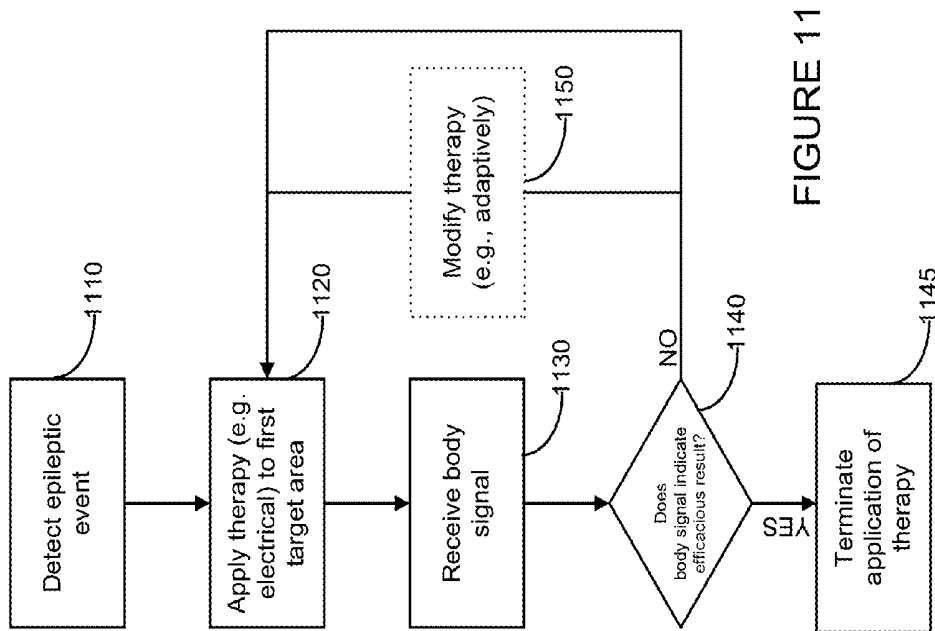 Detect epileptic
event
1110
Apply therapy (e.g.
electrical) to first
target area
1120
Receive body
signal
1130
Does
body signal indicate
efficacious result?
1140
NO
Modify therapy
(e.g., adaptively)
1150
YES
Terminate
application of
therapy
1145
FIGURE 11